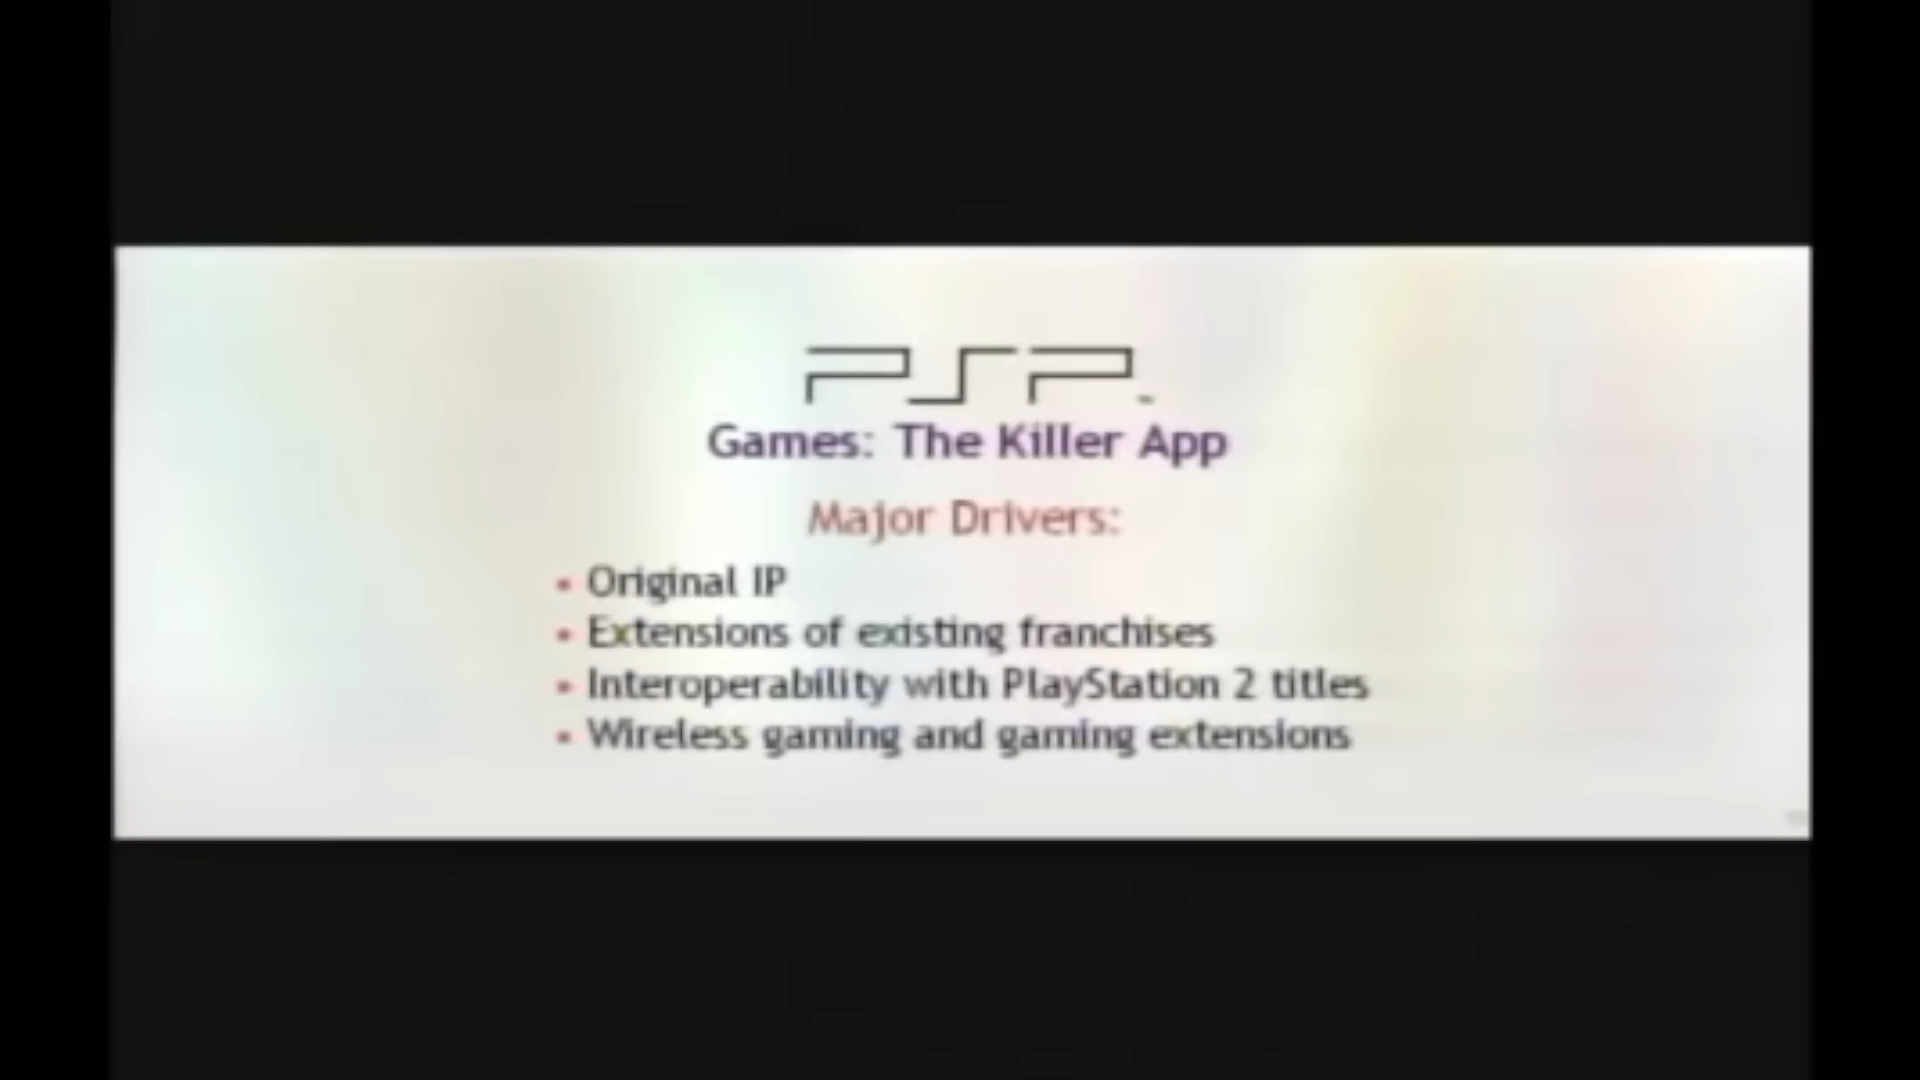 PSP
Games: The Killer App
Major Drivers:
• Original IP
• Extensions of existing franchises
• Interoperability with PlayStation 2 titles
• Wireless gaming and gaming extensions